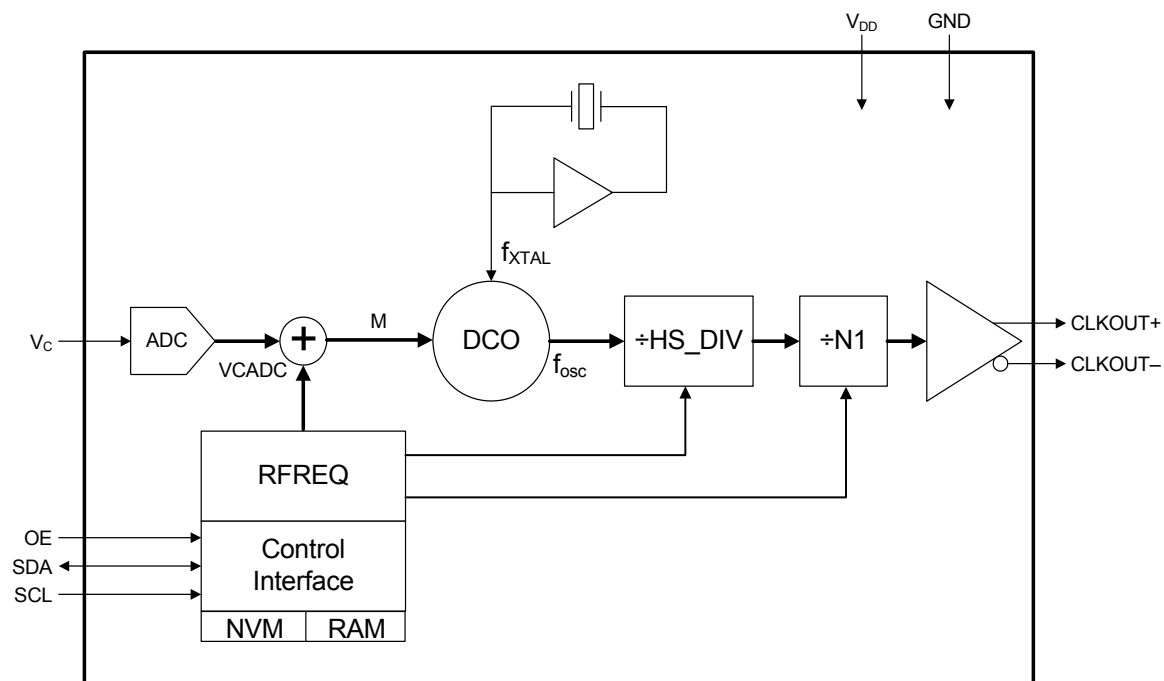 VDD GND
fXTAL
VC ADC + M DCO ÷HS_DIV ÷N1 CLKOUT+
VCADC fosc CLKOUT–
RFREQ
OE
SDA
SCL
Control
Interface
NVM RAM